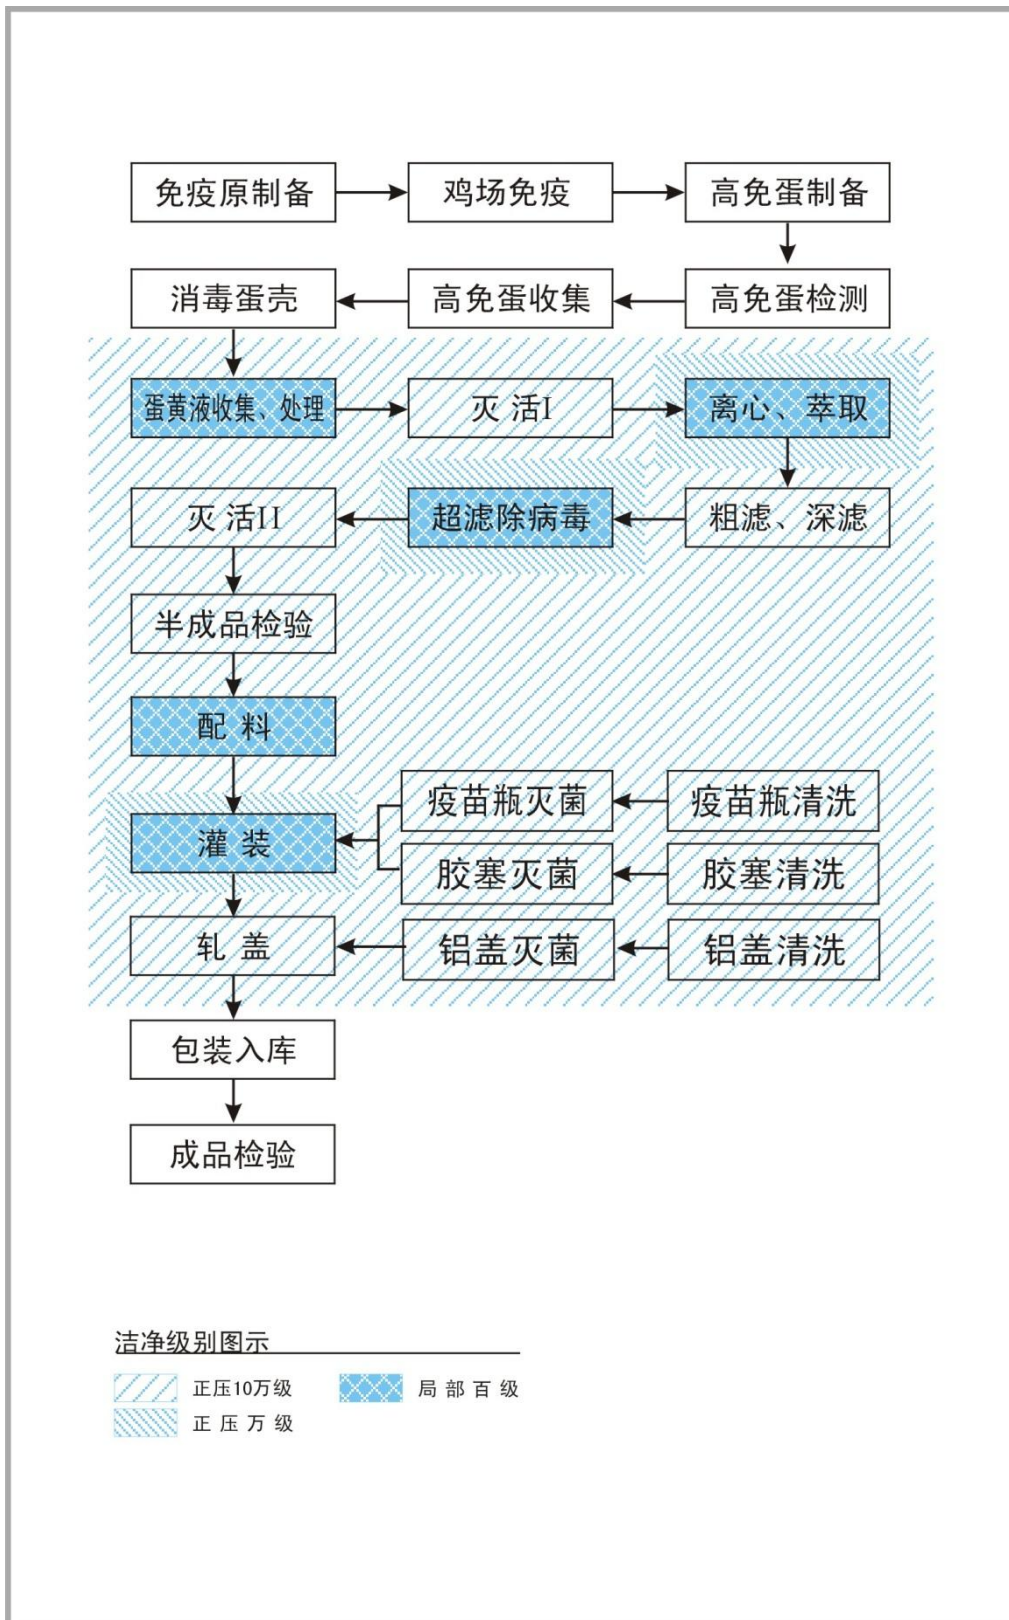 免疫原制备 鸡场免疫 高免蛋制备
消毒蛋壳 高免蛋收集 高免蛋检测
蛋黄液收集、处理 灭 活I 离心、萃取
灭 活II 超滤除病毒 粗滤、深滤
半成品检验
配 料
疫苗瓶灭菌 疫苗瓶清洗
灌 装
胶塞灭菌 胶塞清洗
轧 盖 铝盖灭菌 铝盖清洗
包装入库
成品检验
洁净级别图示
正压10万级 局 部 百 级
正 压 万 级